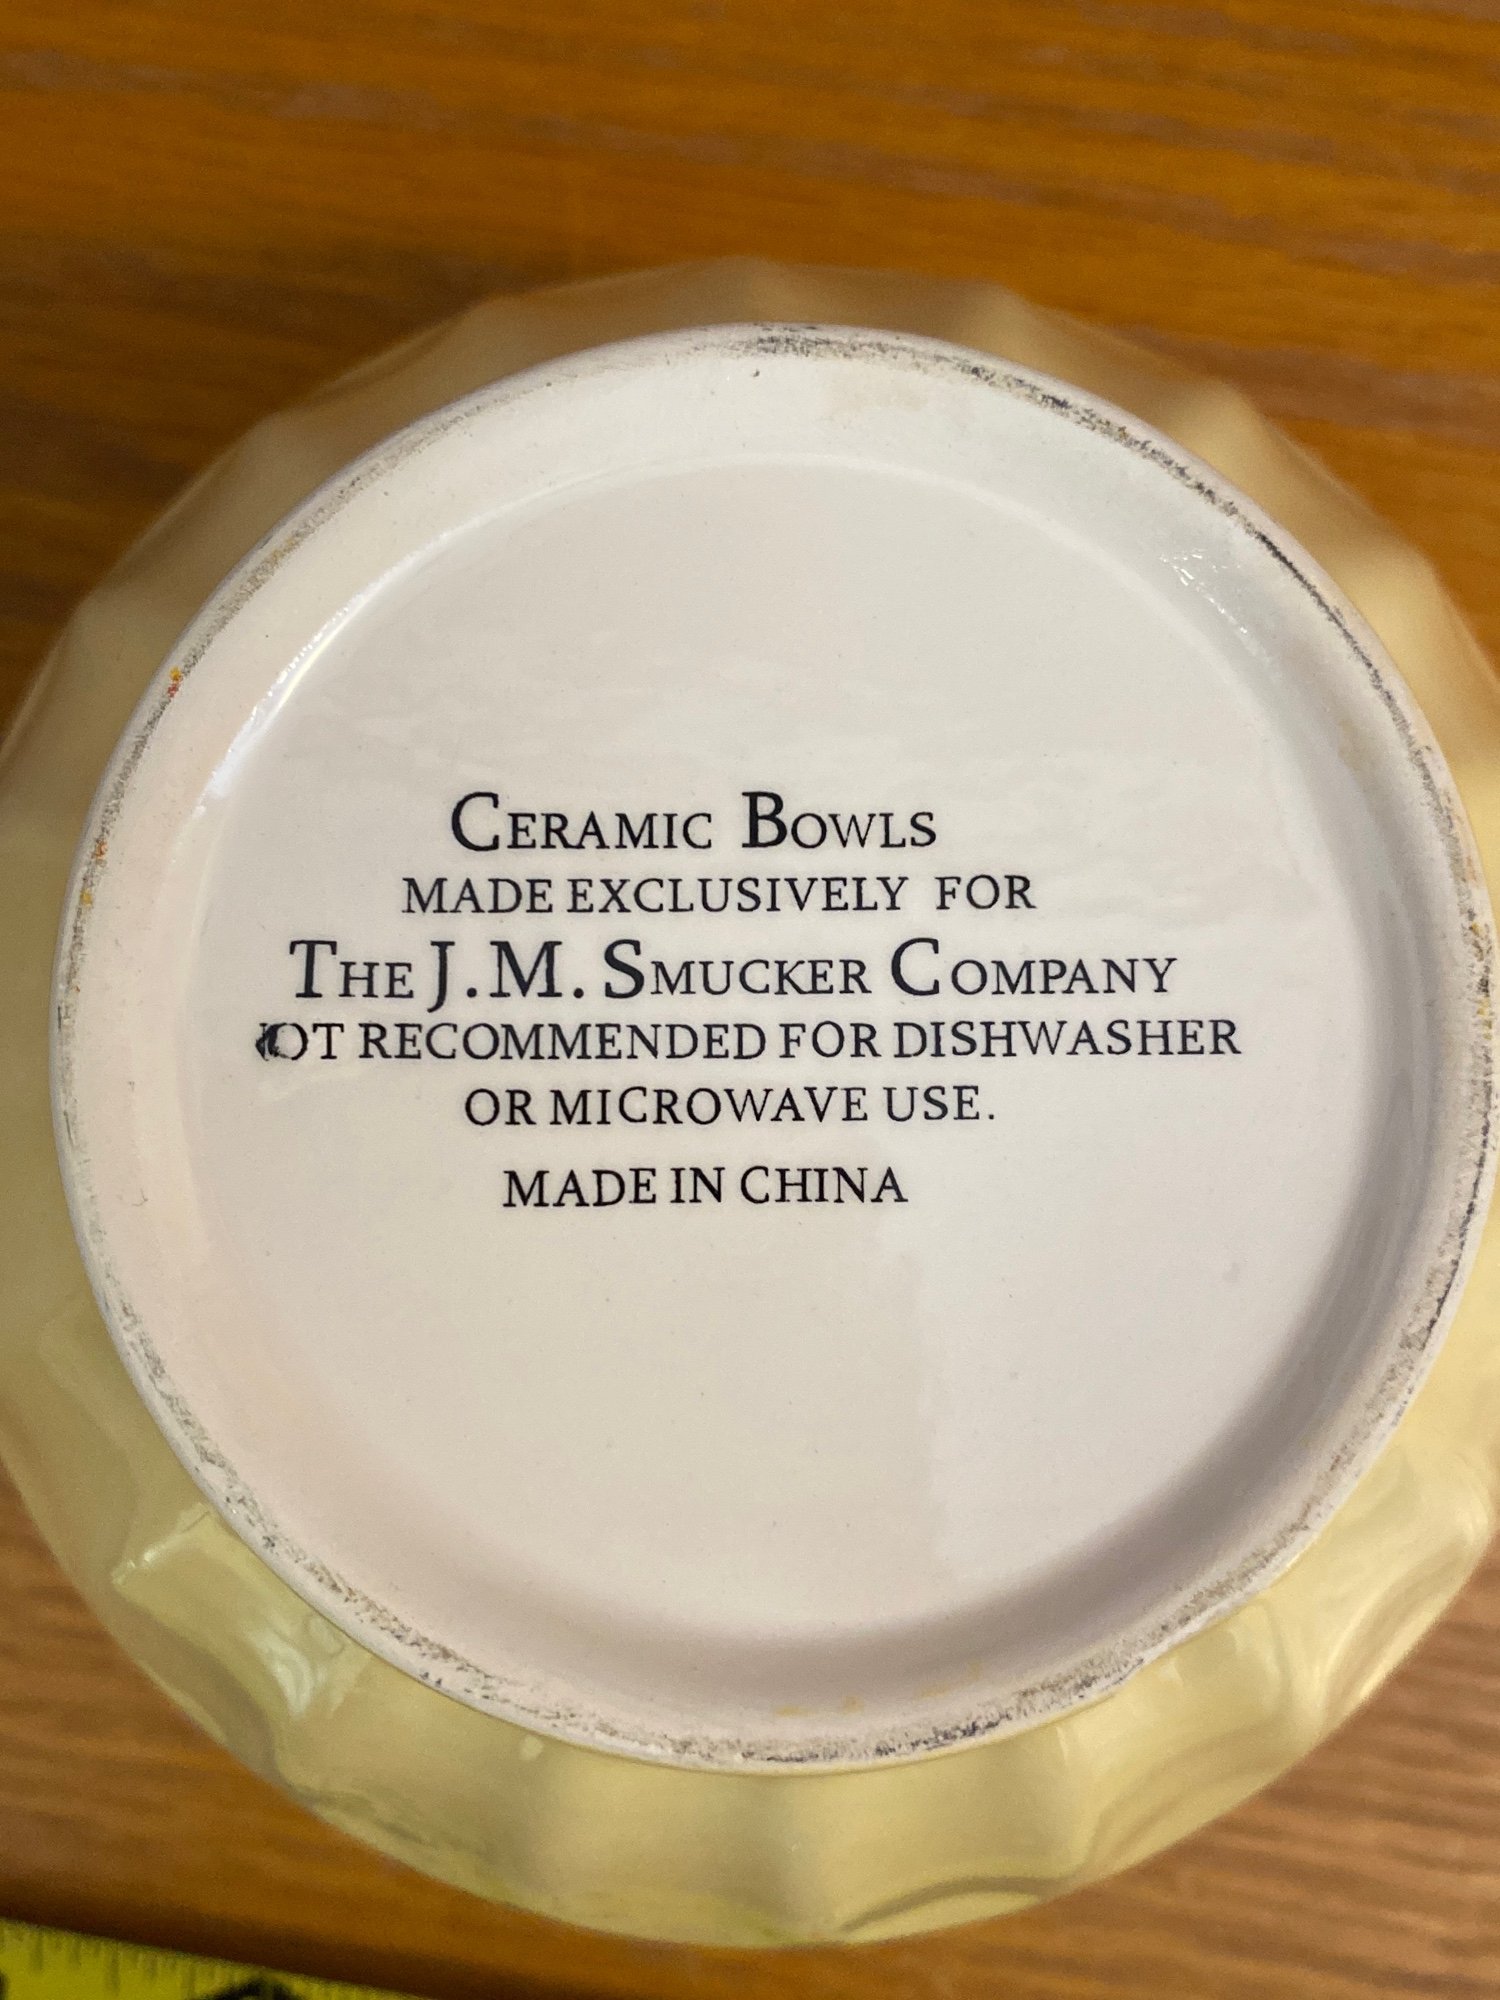 CERAMIC BOWLS
MADE EXCLUSIVELY FOR
THE J.M. SMUCKER COMPANY
OT RECOMMENDED FOR DISHWASHER
OR MICROWAVE USE.
MADE IN CHINA